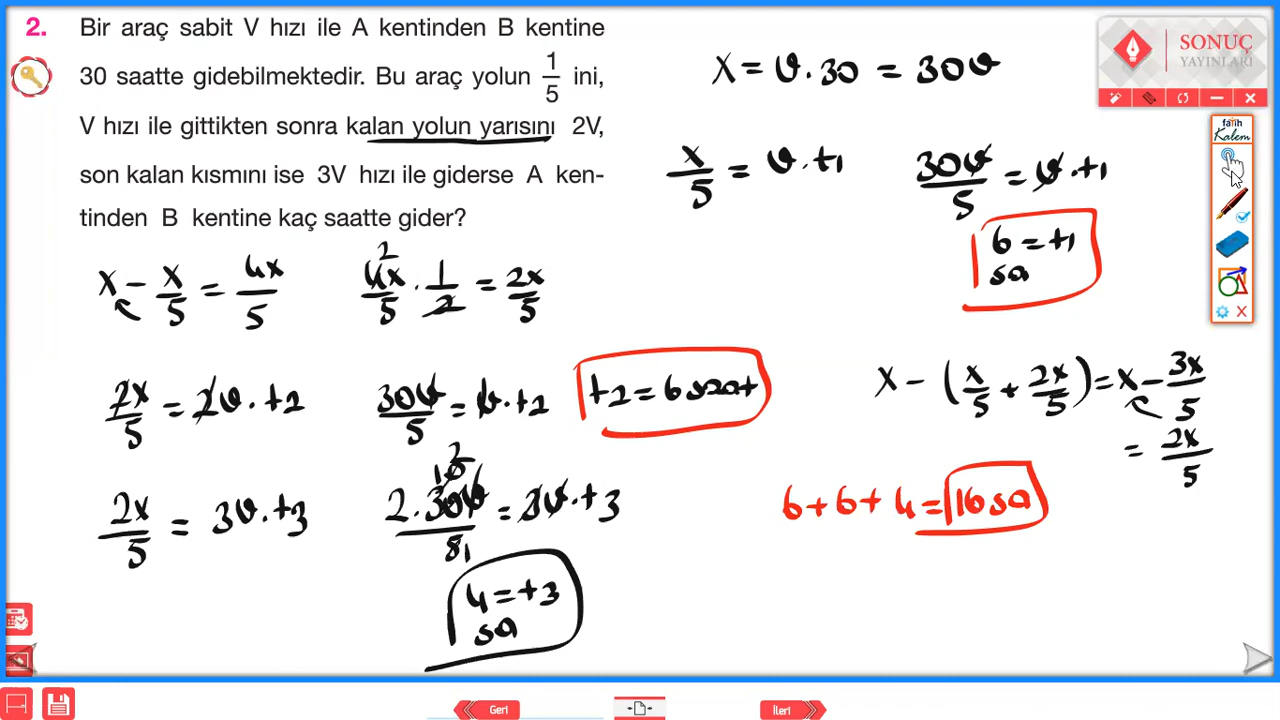 2. Bir araç sabit V hızı ile A kentinden B kentine
30 saatte gidebilmektedir. Bu araç yolun 1/5 ini,
V hızı ile gittikten sonra kalan yolun yarısını 2V,
son kalan kısmını ise 3V hızı ile giderse A ken-
tinden B kentine kaç saatte gider?
x = v.30 = 30v
x/5 = v.t1
30v/5 = v.t1
6 = t1
sa
x - x/5 = 4x/5
4x/5 . 1/2 = 2x/5
2
2x/5 = 2v.t2
30v/5 = v.t2
t2 = 6 saat
x - (x/5 + 2x/5) = x - 3x/5
= 2x/5
2x/5 = 3v.t3
2.30v/5 = 3v.t3
10
2
1
4 = t3
sa
6+6+4 = 16 sa
SONUÇ
YAYINLARI
fatih
Kalem
Geri
İleri